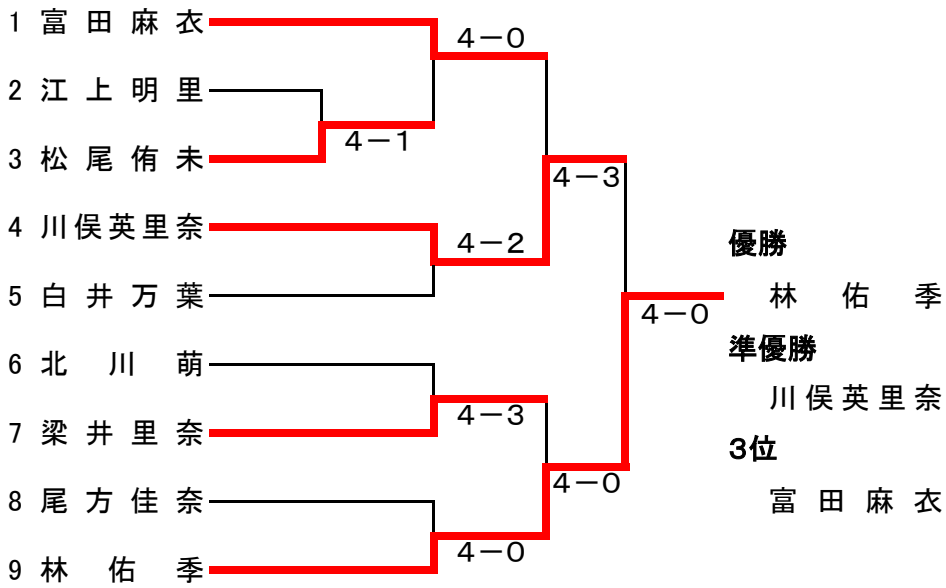 1 富田麻衣
4－0
2 江上明里
4－1
3 松尾侑未
4－3
4 川俣英里奈
4－2
5 白井万葉
6 北川萌
4－3
7 梁井里奈
4－0
8 尾方佳奈
4－0
9 林佑季
4－0
優勝
林佑季
準優勝
川俣英里奈
3位
富田麻衣